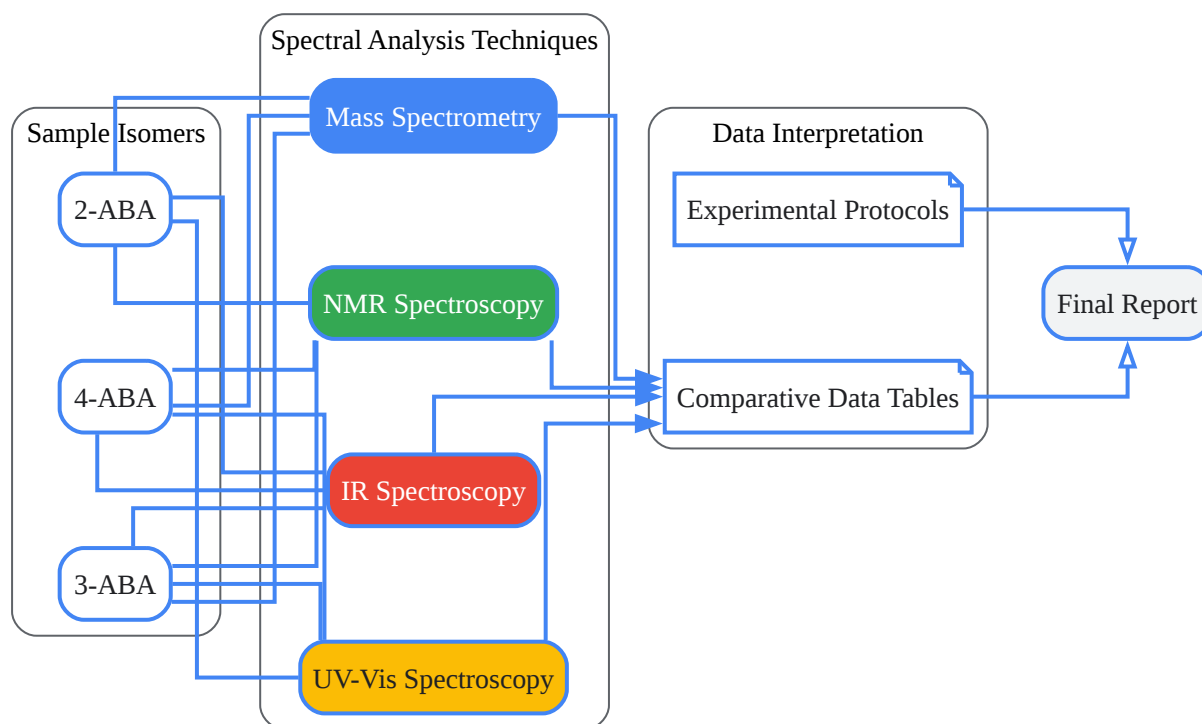 Spectral Analysis Techniques
Sample Isomers
Data Interpretation
Mass Spectrometry
2-ABA
Experimental Protocols
NMR Spectroscopy
Final Report
4-ABA
Comparative Data Tables
IR Spectroscopy
3-ABA
UV-Vis Spectroscopy